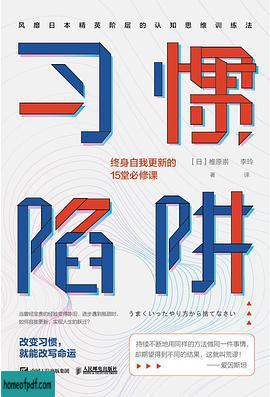 风靡日本精英阶层的认知思维训练法
习惯
终身自我更新的
15堂必修课
[日] 椎原崇 李玲
著 译
陷阱
うまくいったやり方から捨てなさい
改变习惯,
就能改写命运
人民邮电出版社
持续不断地用同样的方法做同一件事情,
却期望得到不同的结果,这就叫荒谬!
——爱因斯坦
homeofpdf.com